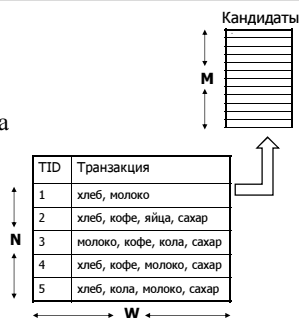 Кандидаты
M
а
TID Транзакция
1 хлеб, молоко
2 хлеб, кофе, яйца, сахар
N 3 молоко, кофе, кола, сахар
4 хлеб, кофе, молоко, сахар
5 хлеб, кола, молоко, сахар
W